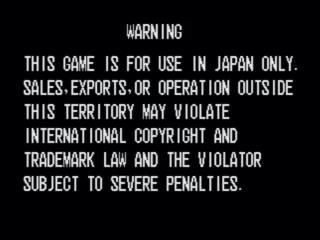 WARNING
THIS GAME IS FOR USE IN JAPAN ONLY.
SALES,EXPORTS,OR OPERATION OUTSIDE
THIS TERRITORY MAY VIOLATE
INTERNATIONAL COPYRIGHT AND
TRADEMARK LAW AND THE VIOLATOR
SUBJECT TO SEVERE PENALTIES.